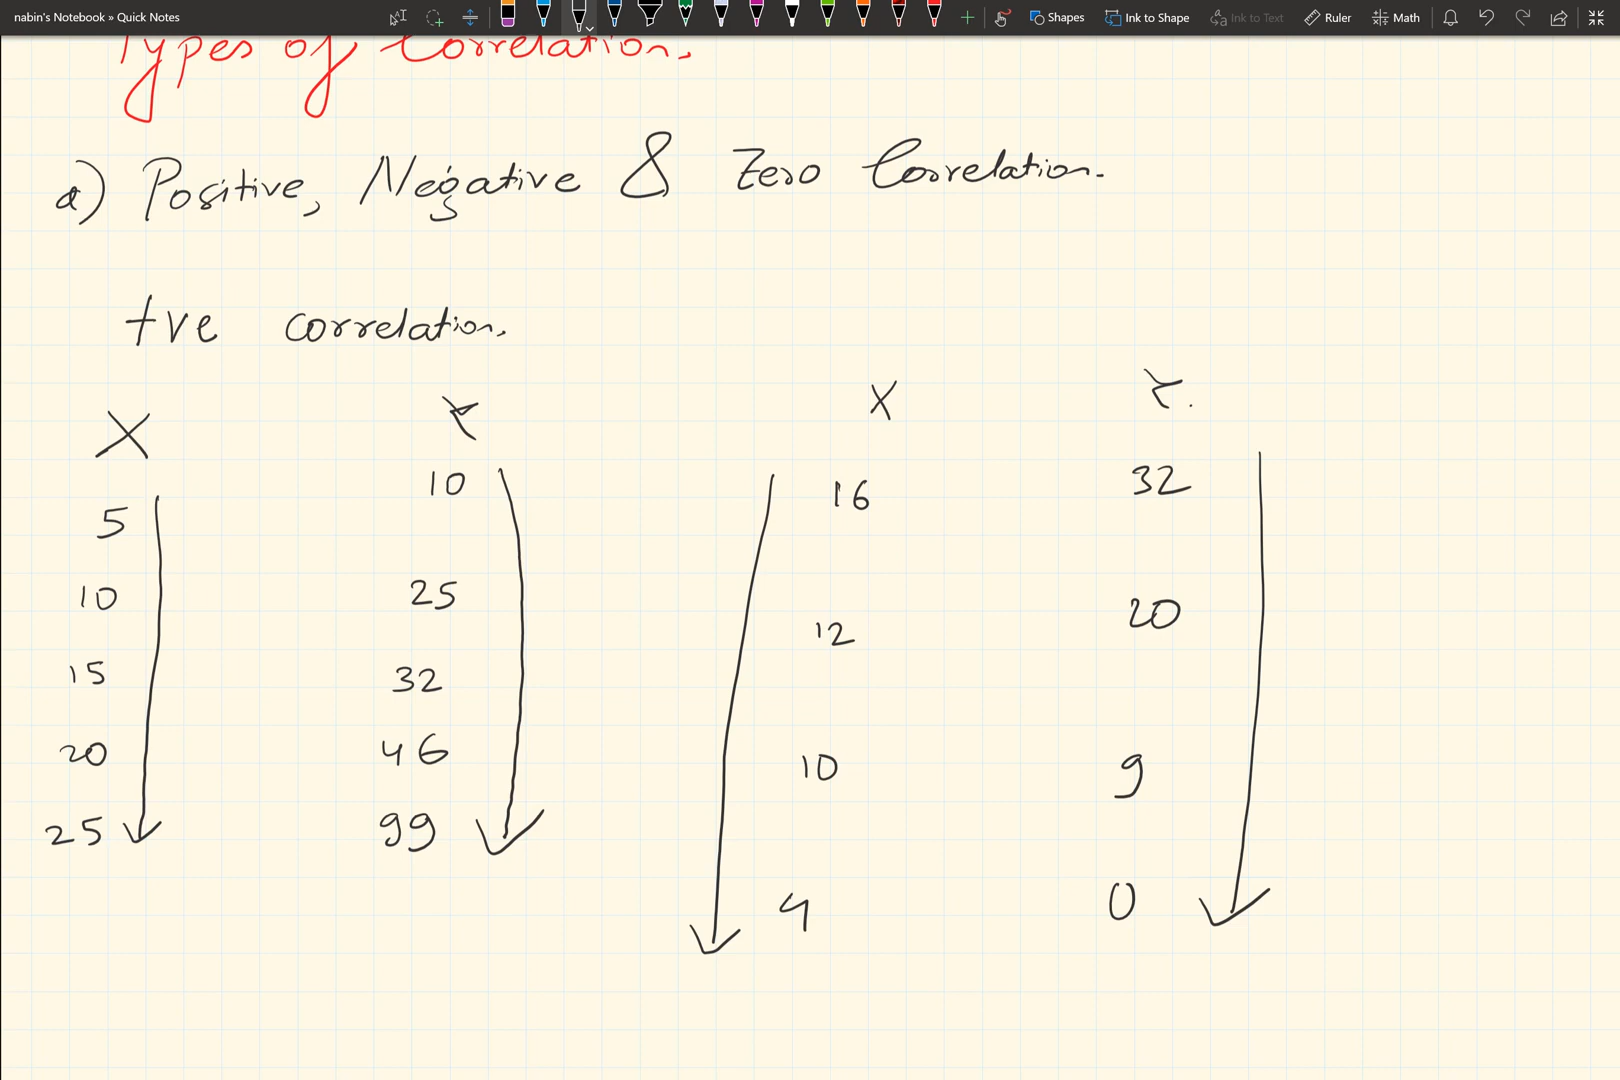 nabin's Notebook » Quick Notes
Shapes Ink to Shape Ink to Text Ruler Math
Types of Correlation.
a) Positive, Negative & Zero Correlation.
+ve correlation.
X Y X Y.
5 10 16 32
10 25 12 20
15 32 10 9
20 46 4 0
25 99